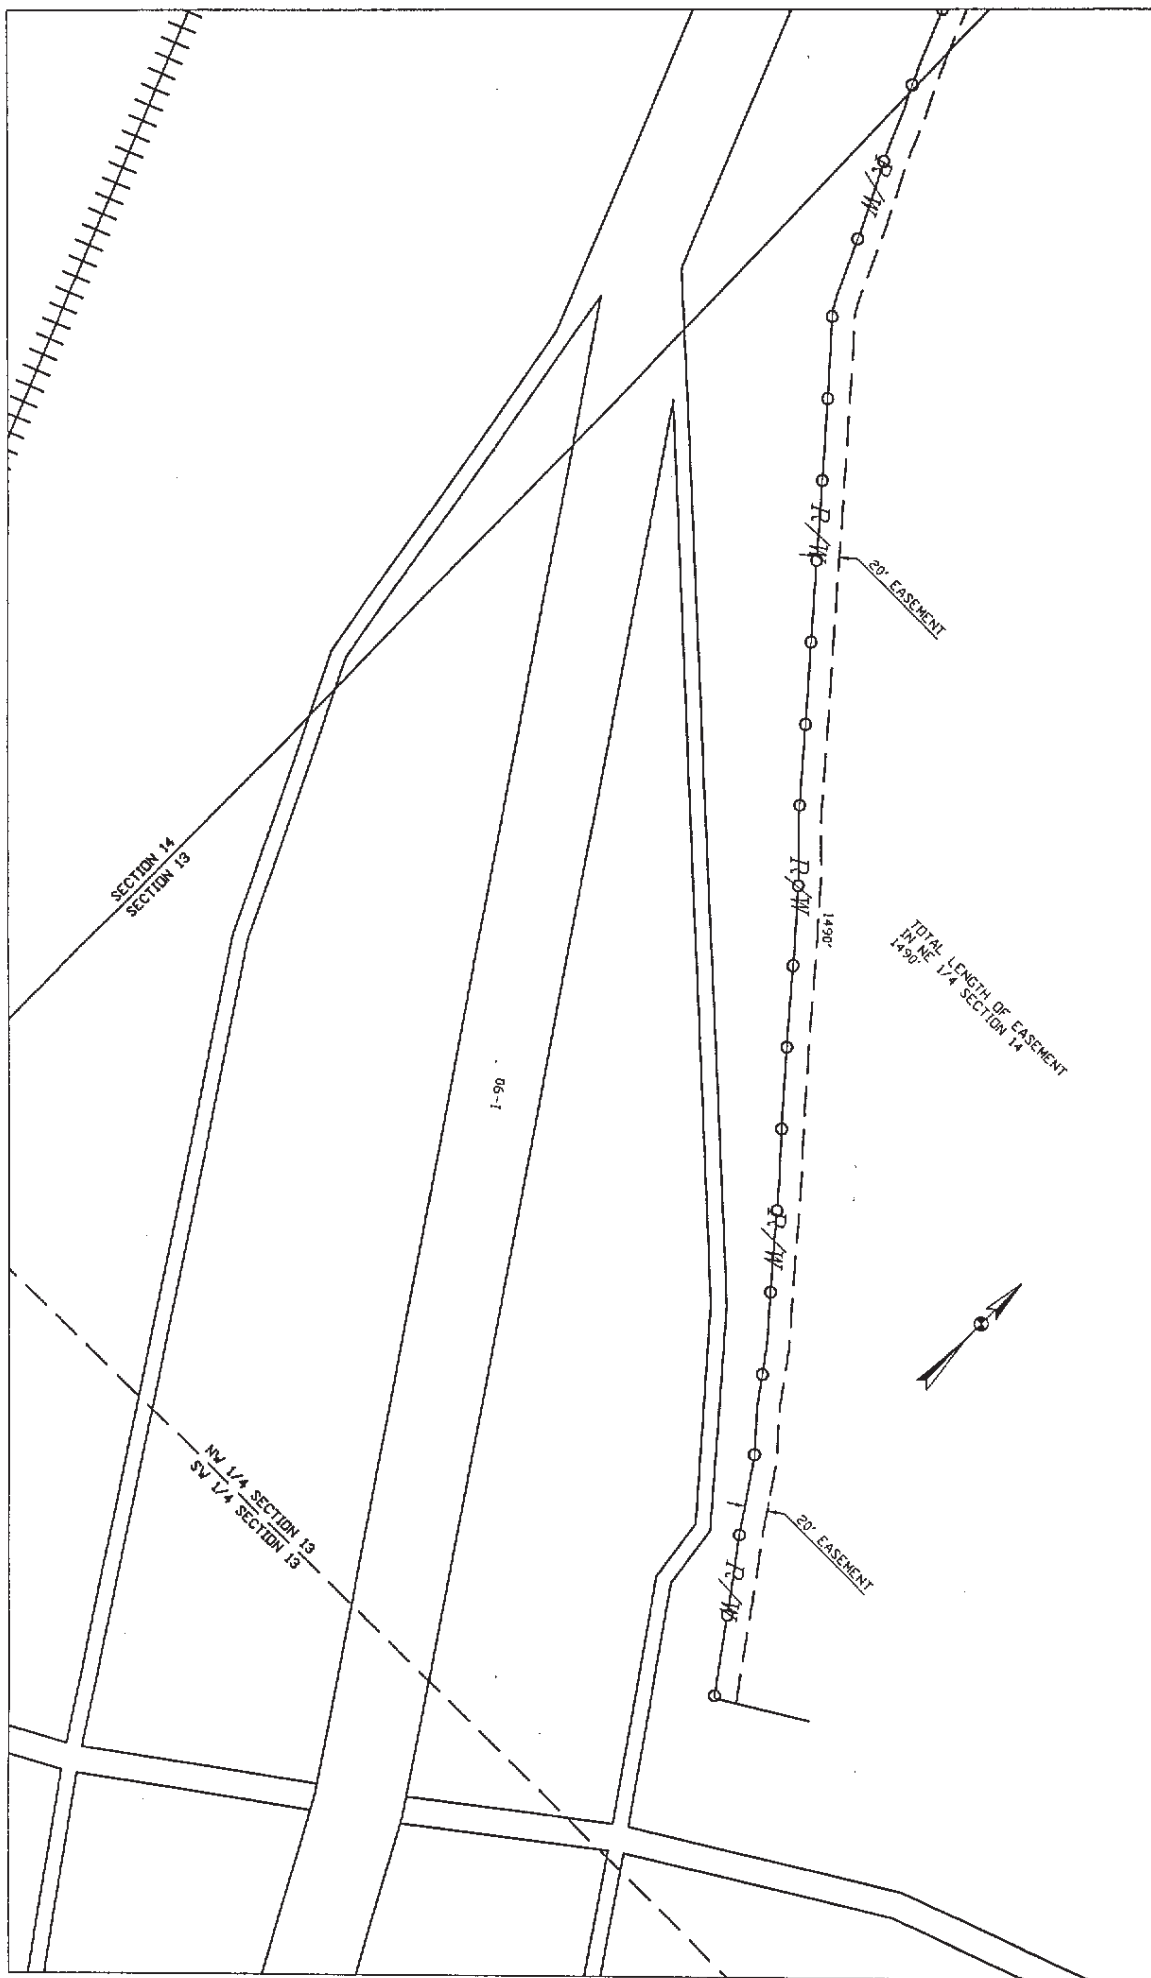 R/W
20' EASEMENT
R/W
SECTION 14
SECTION 13
R/W
1490'
TOTAL LENGTH OF EASEMENT
IN NE 1/4 SECTION 14
1490'
I-90
R/W
NW 1/4 SECTION 13
SW 1/4 SECTION 13
20' EASEMENT
R/W